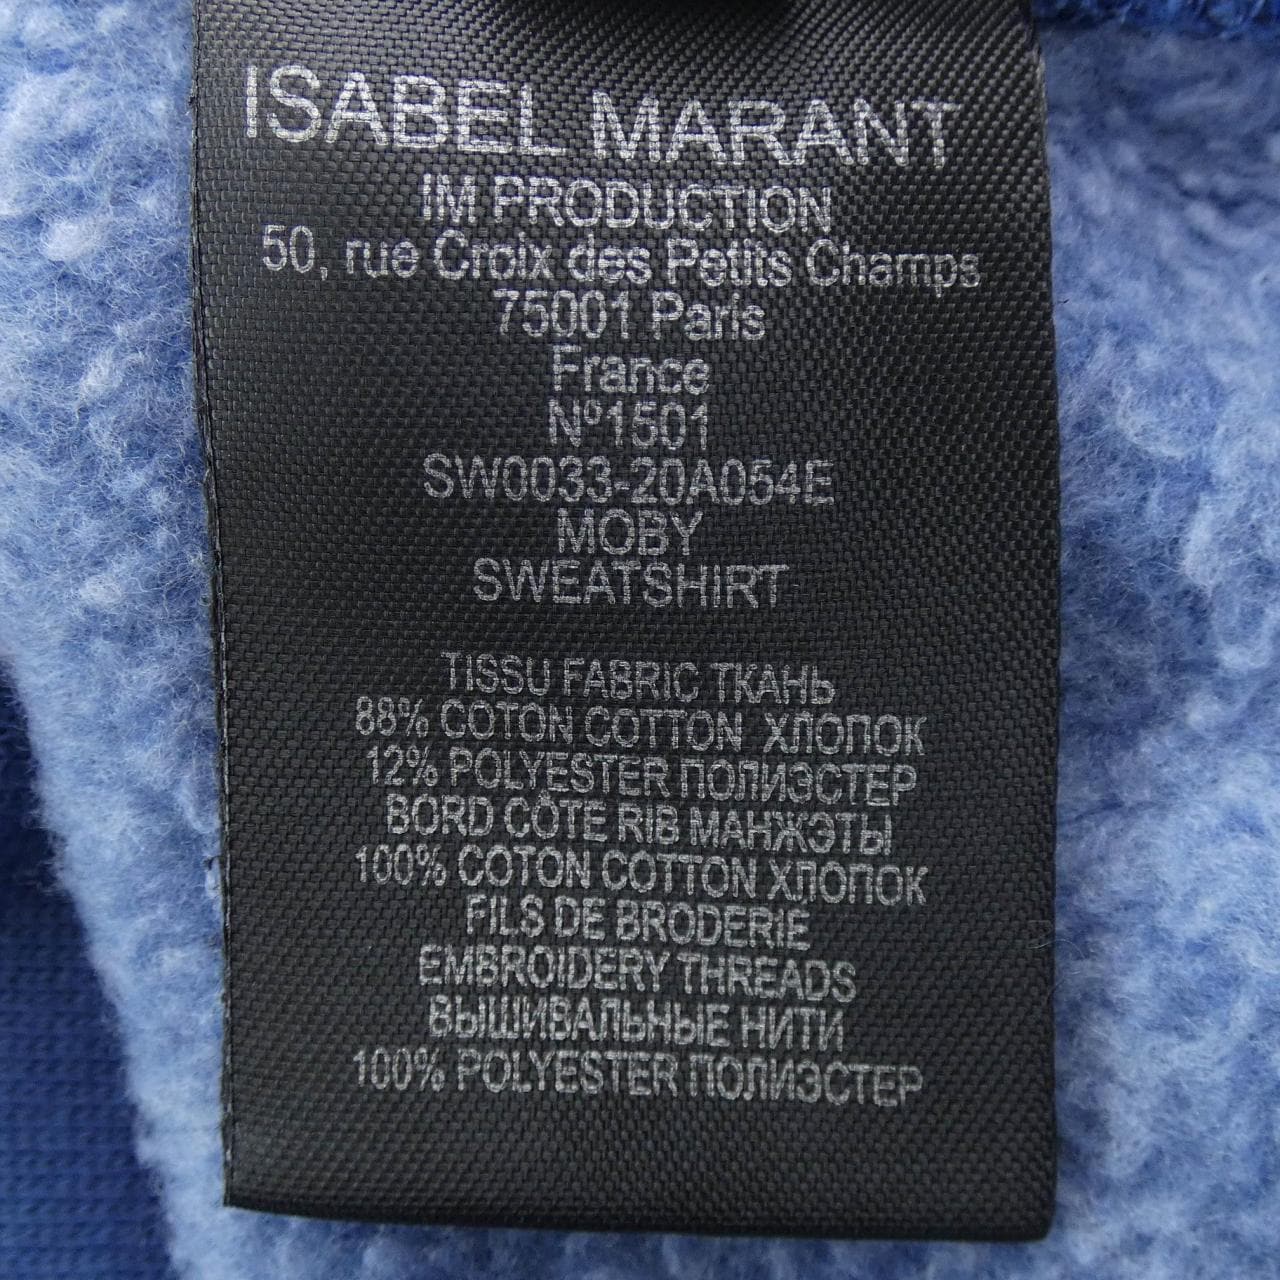 ISABEL MARANT
IM PRODUCTION
50, rue Croix des Petits Champs
75001 Paris
France
Nº1501
SW0033-20A054E
MOBY
SWEATSHIRT
TISSU FABRIC ТКАНЬ
88% COTON COTTON ХЛОПОК
12% POLYESTER ПОЛИЭСТЕР
BORD CÔTE RIB МАНЖЭТЫ
100% COTON COTTON ХЛОПОК
FILS DE BRODERIE
EMBROIDERY THREADS
ВЫШИВАЛЬНЫЕ НИТИ
100% POLYESTER ПОЛИЭСТЕР